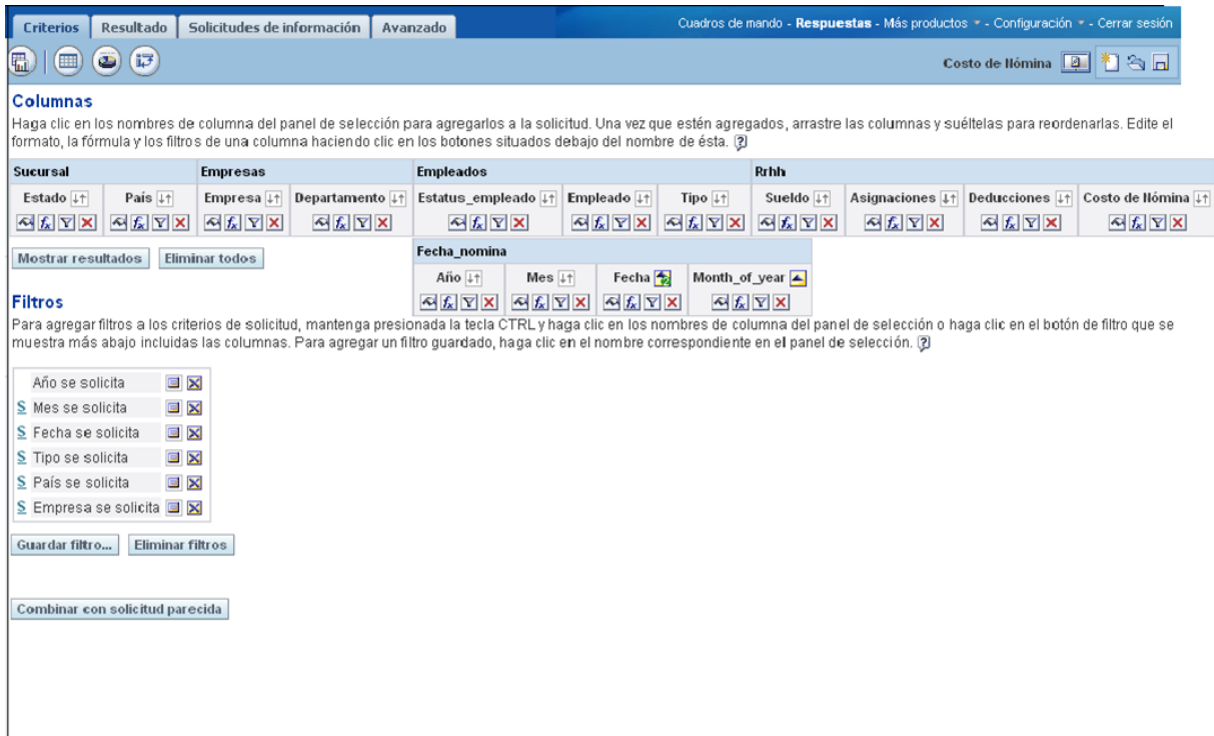 Criterios Resultado Solicitudes de información Avanzado Cuadros de mando - Respuestas - Más productos - Configuración - Cerrar sesión
Costo de Nómina
Columnas
Haga clic en los nombres de columna del panel de selección para agregarlos a la solicitud. Una vez que estén agregados, arrastre las columnas y suéltelas para reordenarlas. Edite el
formato, la fórmula y los filtros de una columna haciendo clic en los botones situados debajo del nombre de ésta.
Sucursal Empresas Empleados Rrhh
Estado País Empresa Departamento Estatus_empleado Empleado Tipo Sueldo Asignaciones Deducciones Costo de Nómina
Mostrar resultados Eliminar todos Fecha_nomina
Año Mes Fecha Month_of_year
Filtros
Para agregar filtros a los criterios de solicitud, mantenga presionada la tecla CTRL y haga clic en los nombres de columna del panel de selección o haga clic en el botón de filtro que se
muestra más abajo incluidas las columnas. Para agregar un filtro guardado, haga clic en el nombre correspondiente en el panel de selección.
Año se solicita
S Mes se solicita
S Fecha se solicita
S Tipo se solicita
S País se solicita
S Empresa se solicita
Guardar filtro... Eliminar filtros
Combinar con solicitud parecida